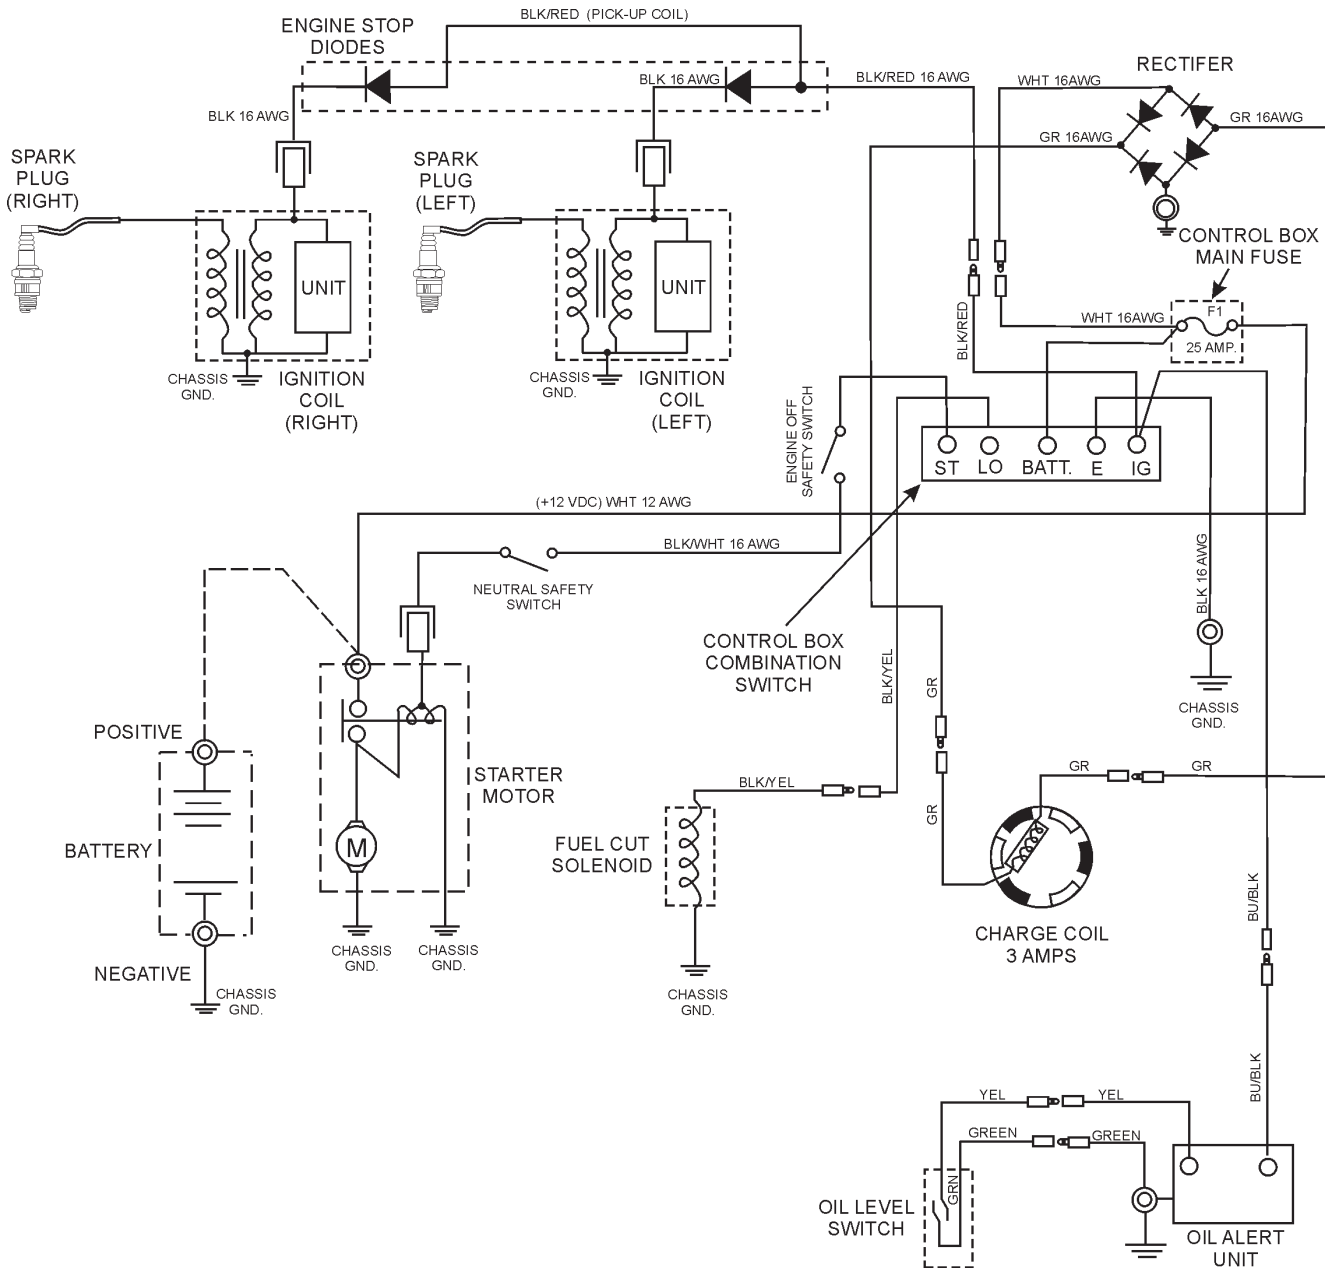 BLK/RED (PICK-UP COIL)
ENGINE STOP
DIODES
RECTIFER
BLK 16 AWG
BLK/RED 16 AWG
WHT 16AWG
BLK 16 AWG
GR 16AWG
GR 16AWG
SPARK
PLUG
(RIGHT)
SPARK
PLUG
(LEFT)
CONTROL BOX
MAIN FUSE
UNIT
UNIT
F1
WHT 16AWG
25 AMP.
BLK/RED
CHASSIS
GND.
IGNITION
COIL
(RIGHT)
CHASSIS
GND.
IGNITION
COIL
(LEFT)
ENGINE OFF
SAFETY SWITCH
ST
LO
BATT.
E
IG
(+12 VDC) WHT 12 AWG
BLK/WHT 16 AWG
NEUTRAL SAFETY
SWITCH
BLK 16 AWG
CONTROL BOX
COMBINATION
SWITCH
BLK/YEL
GR
CHASSIS
GND.
POSITIVE
STARTER
MOTOR
BLK/YEL
GR
GR
GR
BATTERY
M
FUEL CUT
SOLENOID
BU/BLK
CHARGE COIL
3 AMPS
CHASSIS
GND.
CHASSIS
GND.
NEGATIVE
CHASSIS
GND.
CHASSIS
GND.
BU/BLK
YEL
YEL
GREEN
GREEN
GRN
OIL LEVEL
SWITCH
OIL ALERT
UNIT